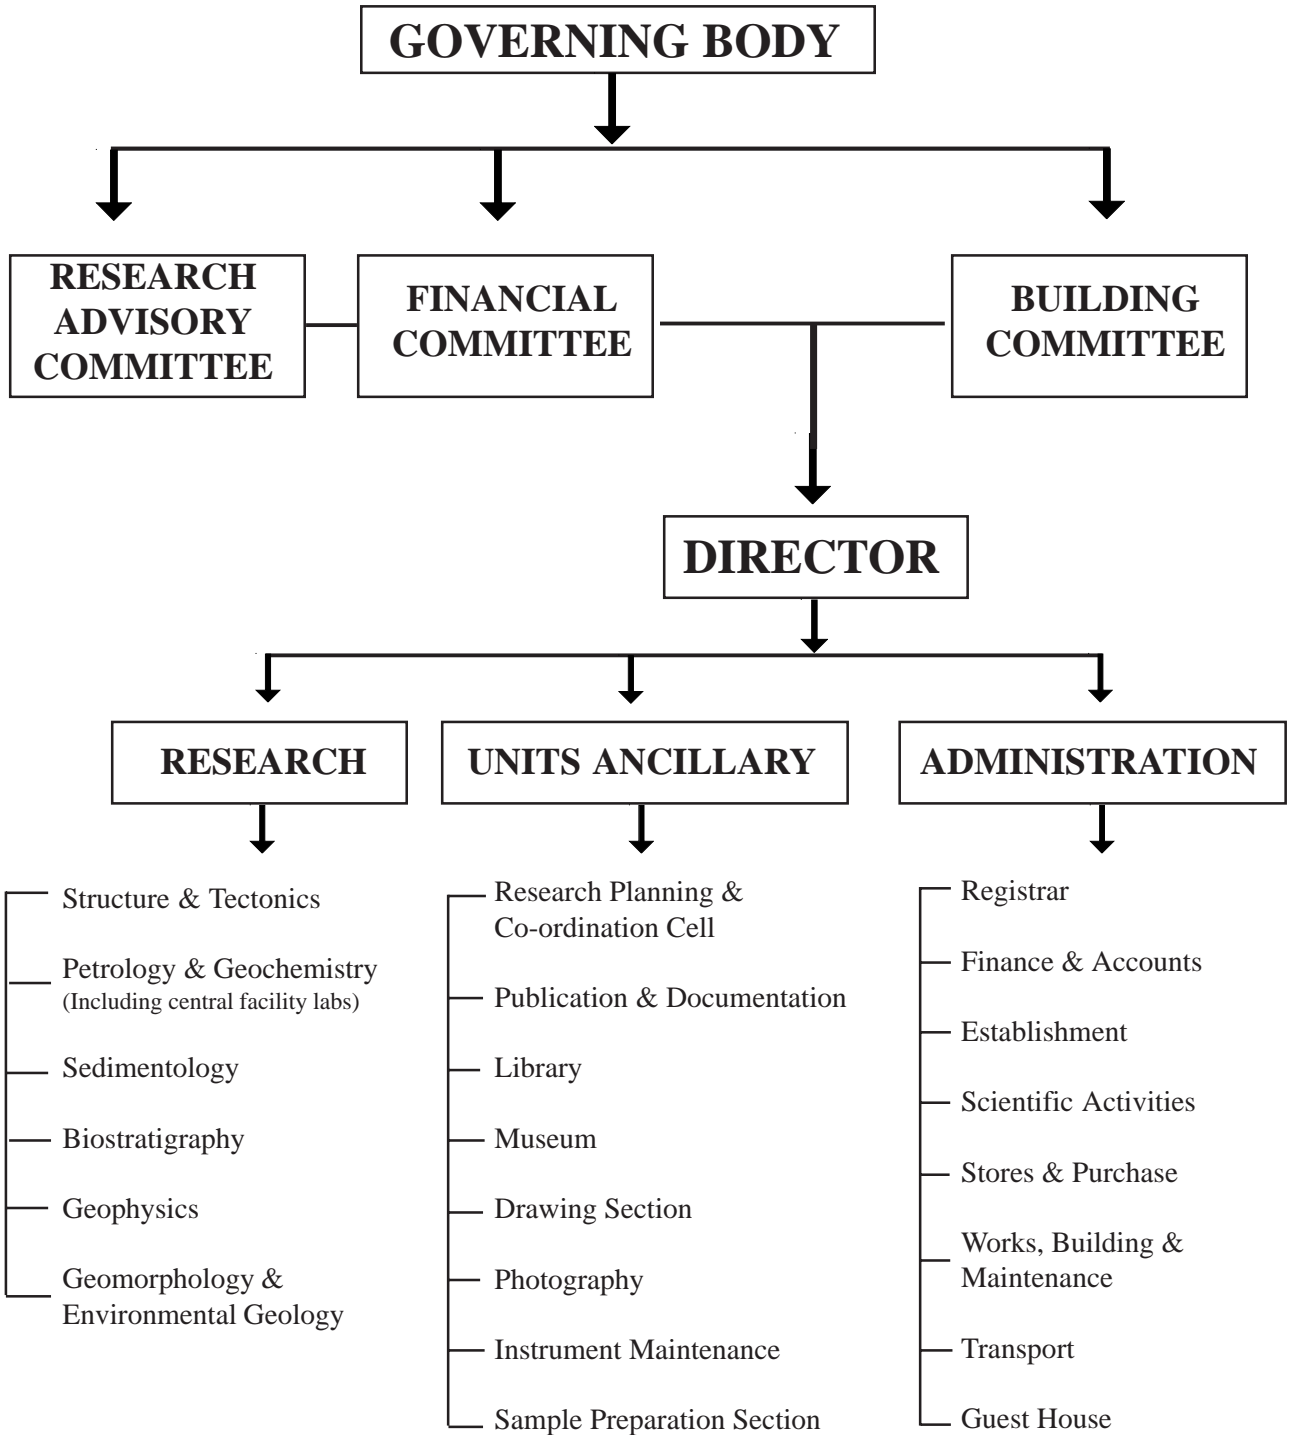 GOVERNING BODY
RESEARCH
ADVISORY
COMMITTEE
FINANCIAL
COMMITTEE
BUILDING
COMMITTEE
DIRECTOR
RESEARCH
UNITS ANCILLARY
ADMINISTRATION
Structure & Tectonics
Petrology & Geochemistry
(Including central facility labs)
Sedimentology
Biostratigraphy
Geophysics
Geomorphology &
Environmental Geology
Research Planning &
Co-ordination Cell
Publication & Documentation
Library
Museum
Drawing Section
Photography
Instrument Maintenance
Sample Preparation Section
Registrar
Finance & Accounts
Establishment
Scientific Activities
Stores & Purchase
Works, Building &
Maintenance
Transport
Guest House